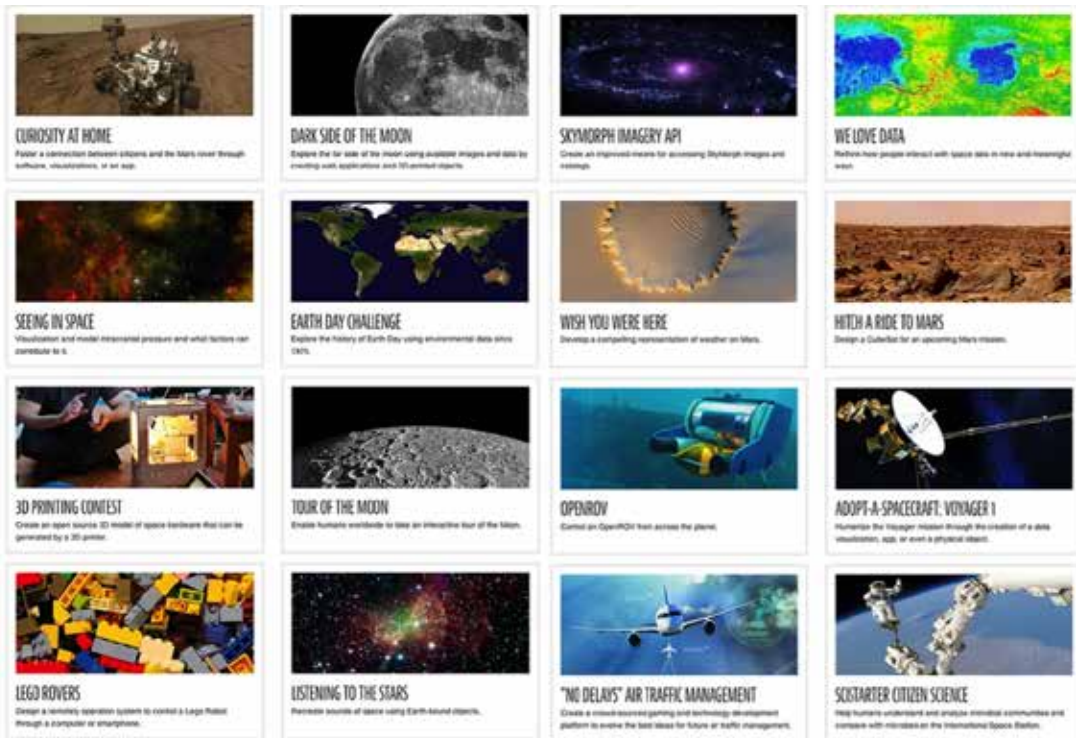 CURIOSITY AT HOME
Foster a connection between citizens and the Mars rover through
software, visualizations, or an app.
DARK SIDE OF THE MOON
Explore the far side of the moon using available images and data by
creating web applications and 3D-printed objects.
SKYMORPH IMAGERY API
Create an improved means for accessing SkyMorph images and
catalogs.
WE LOVE DATA
Rethink how people interact with space data in new and meaningful
ways.
SEEING IN SPACE
Visualization and model intracranial pressure and what factors can
contribute to it.
EARTH DAY CHALLENGE
Explore the history of Earth Day using environmental data since
WISH YOU WERE HERE
Develop a compelling representation of weather on Mars.
HITCH A RIDE TO MARS
Design a CubeSat for an upcoming Mars mission.
3D PRINTING CONTEST
Create an open source 3D model of space hardware that can be
generated by a 3D printer.
TOUR OF THE MOON
Enable humans worldwide to take an interactive tour of the Moon.
OPENROV
Control an OpenROV from across the planet.
ADOPT-A-SPACECRAFT: VOYAGER 1
Humanize the Voyager mission through the creation of a data
visualization, app, or even a physical object.
LEGO ROVERS
Design a remotely operation system to control a Lego Robot
through a computer or smartphone.
LISTENING TO THE STARS
Recreate sounds of space using Earth-bound objects.
"NO DELAYS" AIR TRAFFIC MANAGEMENT
Create a crowd-sourced gaming and technology development
platform to evolve the best ideas for future air traffic management.
SCISTARTER CITIZEN SCIENCE
Help humans understand and analyze microbial communities and
compare with microbes on the International Space Station.